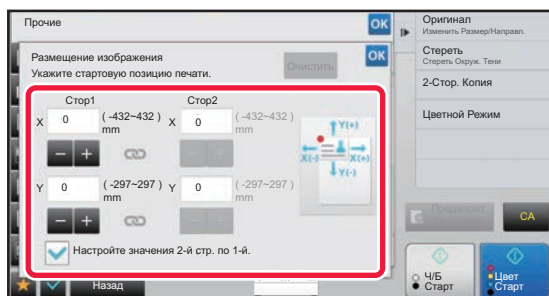 Прочие
OK
Размещение изображения
Укажите стартовую позицию печати.
Очистить
OK
Стор1
Стор2
X 0 (-432~432) mm
X 0 (-432~432) mm
Y 0 (-297~297) mm
Y 0 (-297~297) mm
Y(+)
X(-)
X(+)
Y(-)
Настройте значения 2-й стр. по 1-й.
Назад
Оригинал
Изменить Размер/Направл.
Стереть
Стереть Окруж. Тени
2-Стор. Копия
Цветной Режим
Предварит.
CA
Ч/Б
Старт
Цвет
Старт